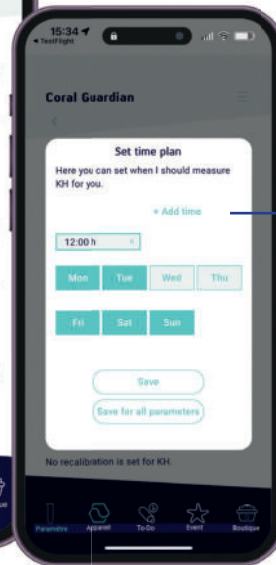 15:34
◂ TestFlight
Coral Guardian
Set time plan
Here you can set when I should measure
KH for you.
+ Add time
12:00 h
Mon Tue Wed Thu
Fri Sat Sun
Save
Save for all parameters
No recalibration is set for KH.
Paramètre Appareil To-Do Event Boutique